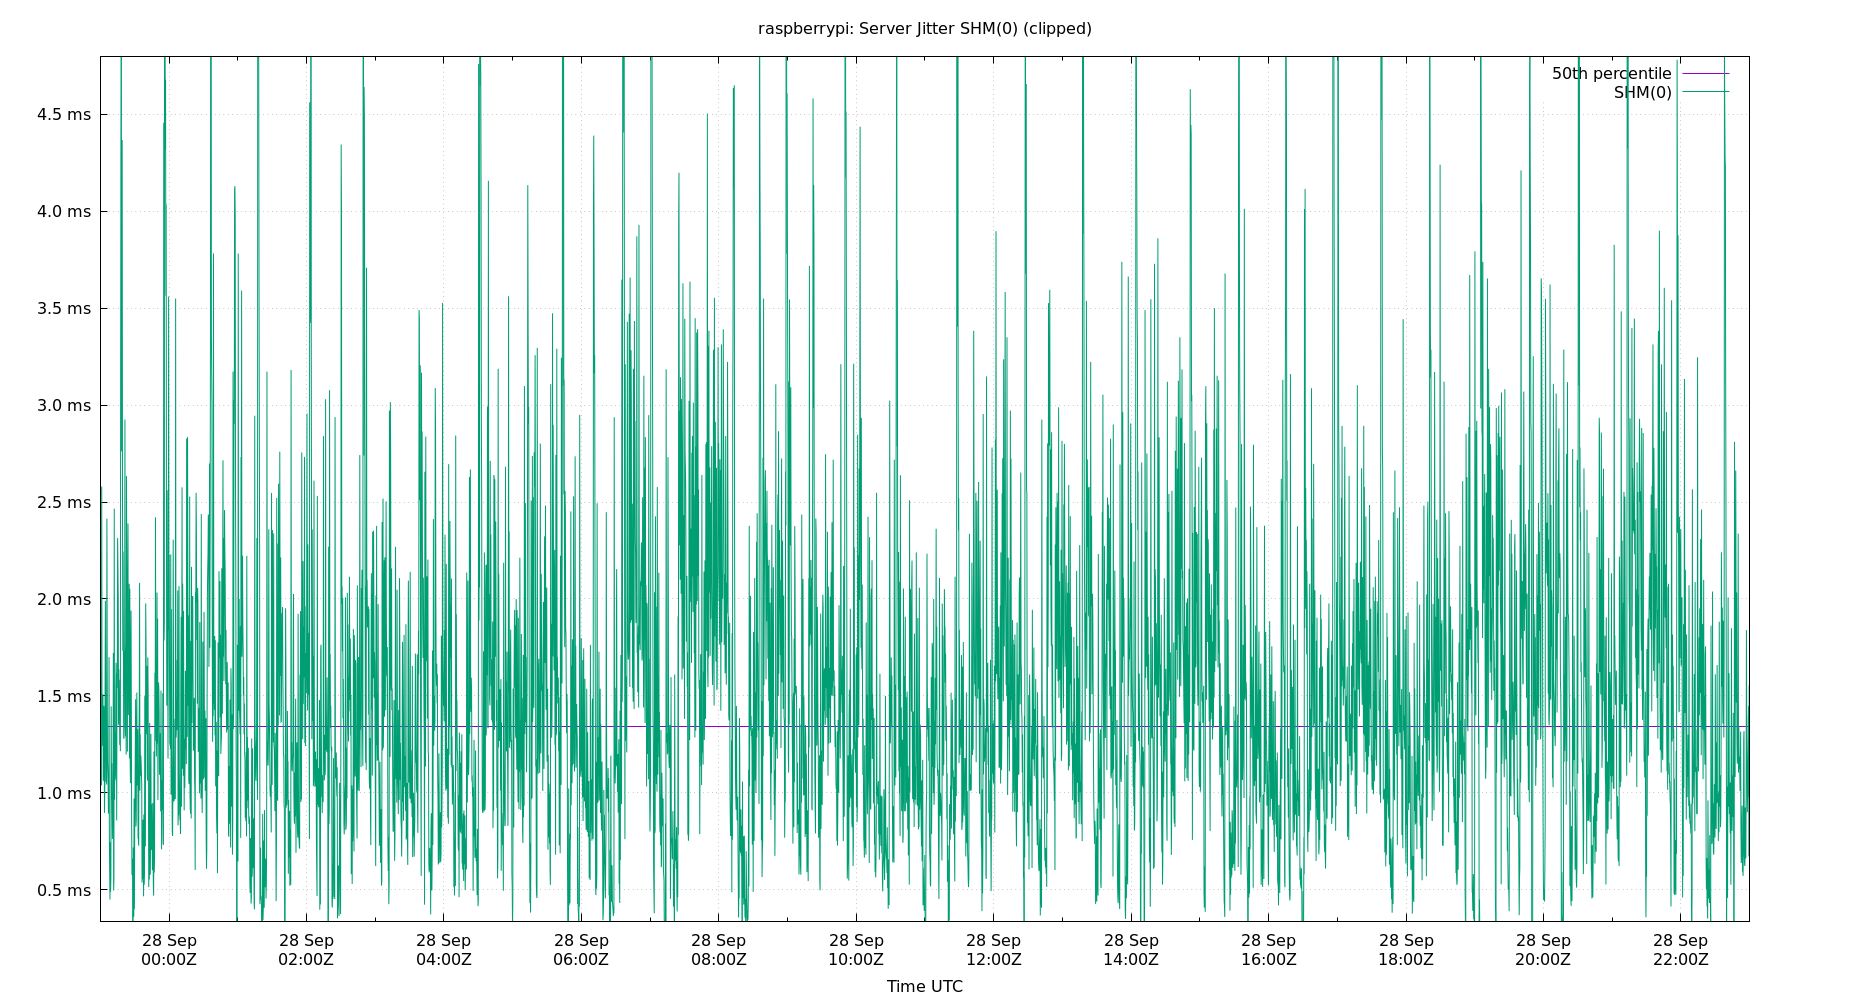 raspberrypi: Server Jitter SHM(0) (clipped)
50th percentile
SHM(0)
4.5 ms
4.0 ms
3.5 ms
3.0 ms
2.5 ms
2.0 ms
1.5 ms
1.0 ms
0.5 ms
28 Sep 28 Sep 28 Sep 28 Sep 28 Sep 28 Sep 28 Sep 28 Sep 28 Sep 28 Sep 28 Sep 28 Sep
00:00Z 02:00Z 04:00Z 06:00Z 08:00Z 10:00Z 12:00Z 14:00Z 16:00Z 18:00Z 20:00Z 22:00Z
Time UTC